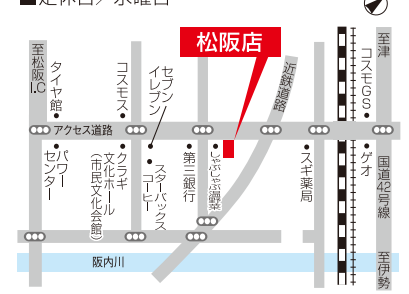 ■定休日／水曜日
松阪店
至松阪I.C
タイヤ館
コスモス
セブン
イレブン
近鉄道路
コスモGS
至津
アクセス道路
パワー
センター
クラギ
文化ホール
(市民文化会館)
スターバックス
コーヒー
第三銀行
しゃぶしゃぶ温野菜
スギ薬局
ゲオ
国道42号線
阪内川
至伊勢